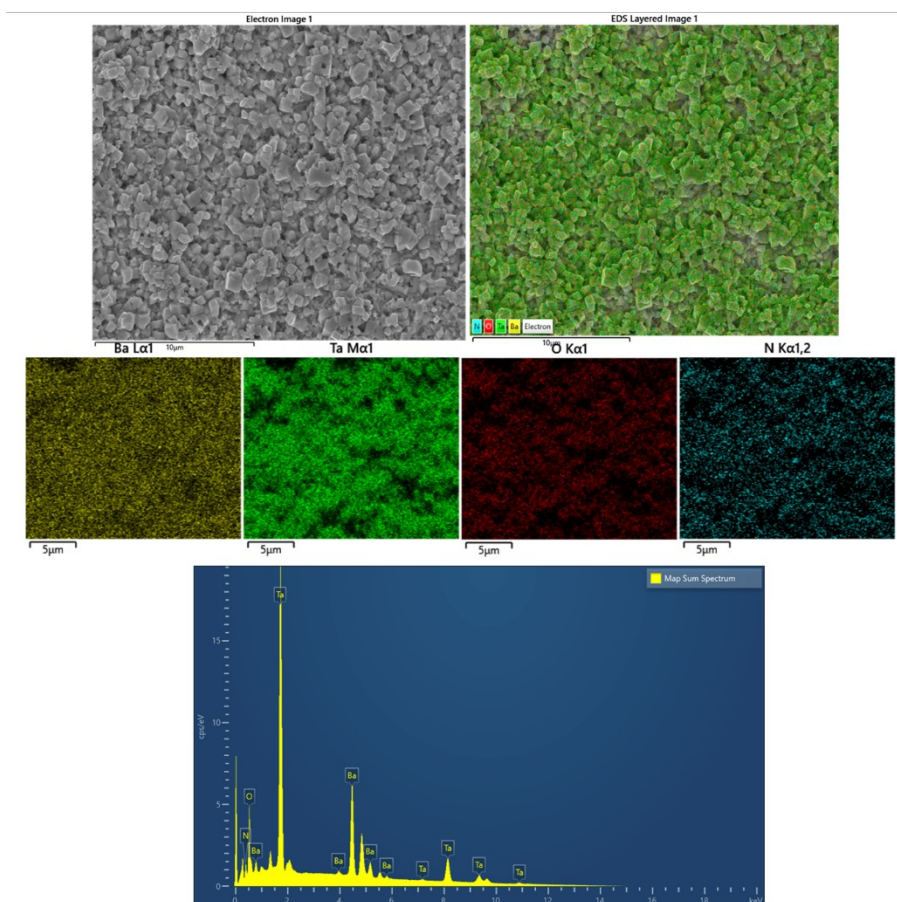 Electron Image 1
EDS Layered Image 1
N O Ta Ba Electron
10μm
10μm
Ba Lα1
Ta Mα1
O Kα1
N Kα1,2
5μm
5μm
5μm
5μm
Map Sum Spectrum
Ta
15
cps/eV
10
Ba
O
5
N
Ba
Ba
Ba
Ba
Ta
Ta
Ta
Ta
0
0 2 4 6 8 10 12 14 16 18 keV